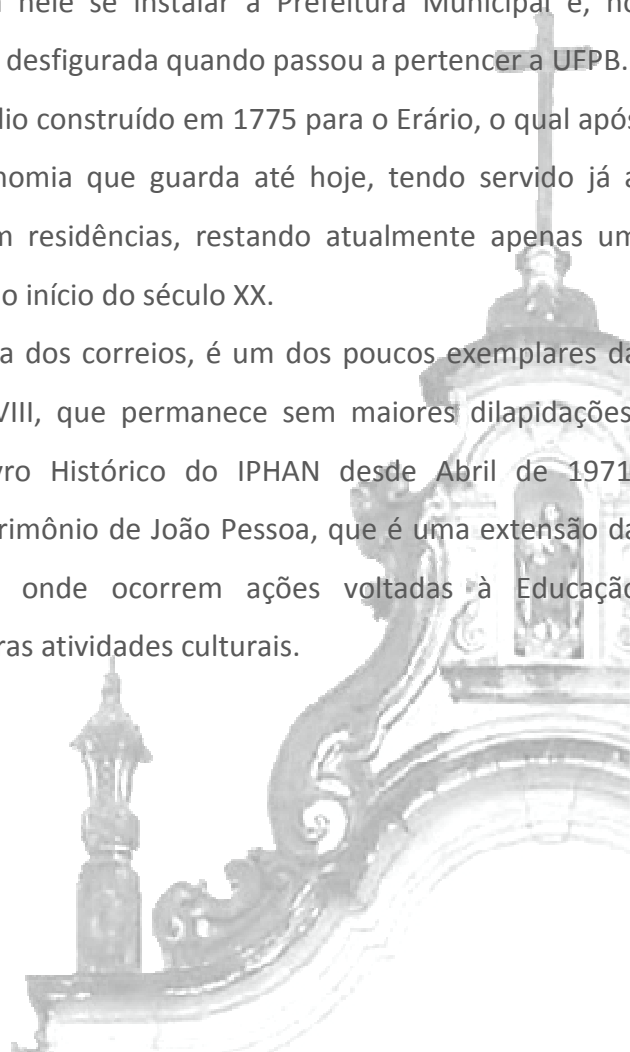 nele se instalar a Prefeitura Municipal e, no
desfigurada quando passou a pertencer a UFPB.
dio construído em 1775 para o Erário, o qual após
nomia que guarda até hoje, tendo servido já a
m residências, restando atualmente apenas um
o início do século XX.
a dos correios, é um dos poucos exemplares da
VIII, que permanece sem maiores dilapidações
vro Histórico do IPHAN desde Abril de 1971
rimônio de João Pessoa, que é uma extensão da
onde ocorrem ações voltadas à Educação
ras atividades culturais.